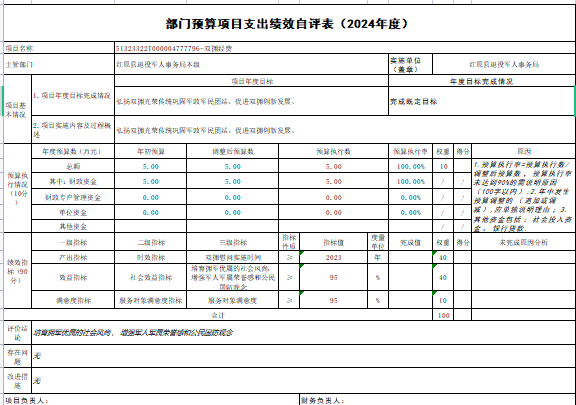 部门预算项目支出绩效自评表（2024年度）
项目名称 51323322T000004777796-双拥经费
主管部门 红原县退役军人事务局本级 实施单位（盖章） 红原县退役军人事务局
项目基本情况 1.项目年度目标完成情况 项目年度目标 年度目标完成情况
弘扬双拥光荣传统巩固军政军民团结，促进双拥创新发展。 完成既定目标
2.项目实施内容及过程概述 弘扬双拥光荣传统巩固军政军民团结，促进双拥创新发展。
预算执行情况（10分） 年度预算数（万元） 年初预算 调整后预算数 预算执行数 预算执行率 权重 得分 原因
总额 5.00 5.00 5.00 100.00% 10
其中：财政资金 5.00 5.00 5.00 100.00% / /
财政专户管理资金 0.00 0.00 0.00 0.00% / /
单位资金 0.00 0.00 0.00 0.00% / /
其他资金 / /
1.预算执行率=预算执行数/
调整后预算数， 预算执行率
未达到90%的需说明原因
（100字以内）.2.年中发生
预算调整的 （更加或调
减）,应单独说明理由； 3.
其他资金包括： 社会投入资
金 、银行贷款.
绩效指标（90分） 一级指标 二级指标 三级指标 指标性质 指标值 度量单位 完成值 权重 得分 未完成原因分析
产出指标 时效指标 双拥慰问实施时间 ≥ 2023 年 40
效益指标 社会效益指标 培育拥军优属的社会风尚，增强军人军属荣誉感和公民国防观念 ≥ 95 % 40
满意度指标 服务对象满意度指标 服务对象满意度 ≥ 95 % 10
合计 100
评价结论 培育拥军优属的社会风尚， 增强军人军属荣誉感和公民国防观念
存在问题 无
改进措施 无
项目负责人： 财务负责人：